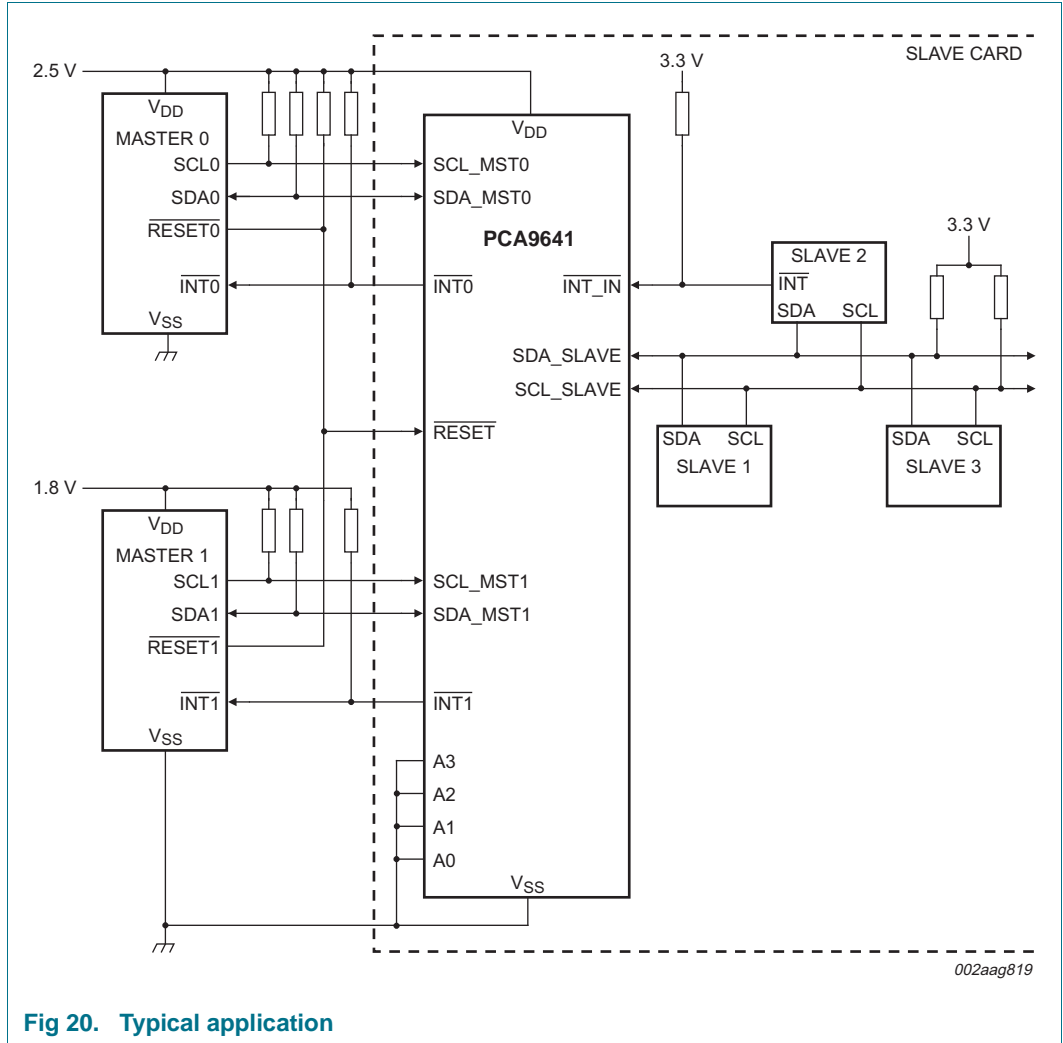 SLAVE CARD
2.5 V
3.3 V
VDD
MASTER 0
SCL0
SDA0
RESET0
INT0
VSS
VDD
SCL_MST0
SDA_MST0
PCA9641
INT0
INT_IN
SDA_SLAVE
SCL_SLAVE
RESET
SLAVE 2
INT
SDA SCL
3.3 V
SDA SCL
SLAVE 1
SDA SCL
SLAVE 3
1.8 V
VDD
MASTER 1
SCL1
SDA1
RESET1
INT1
VSS
SCL_MST1
SDA_MST1
INT1
A3
A2
A1
A0
VSS
002aag819
Fig 20. Typical application